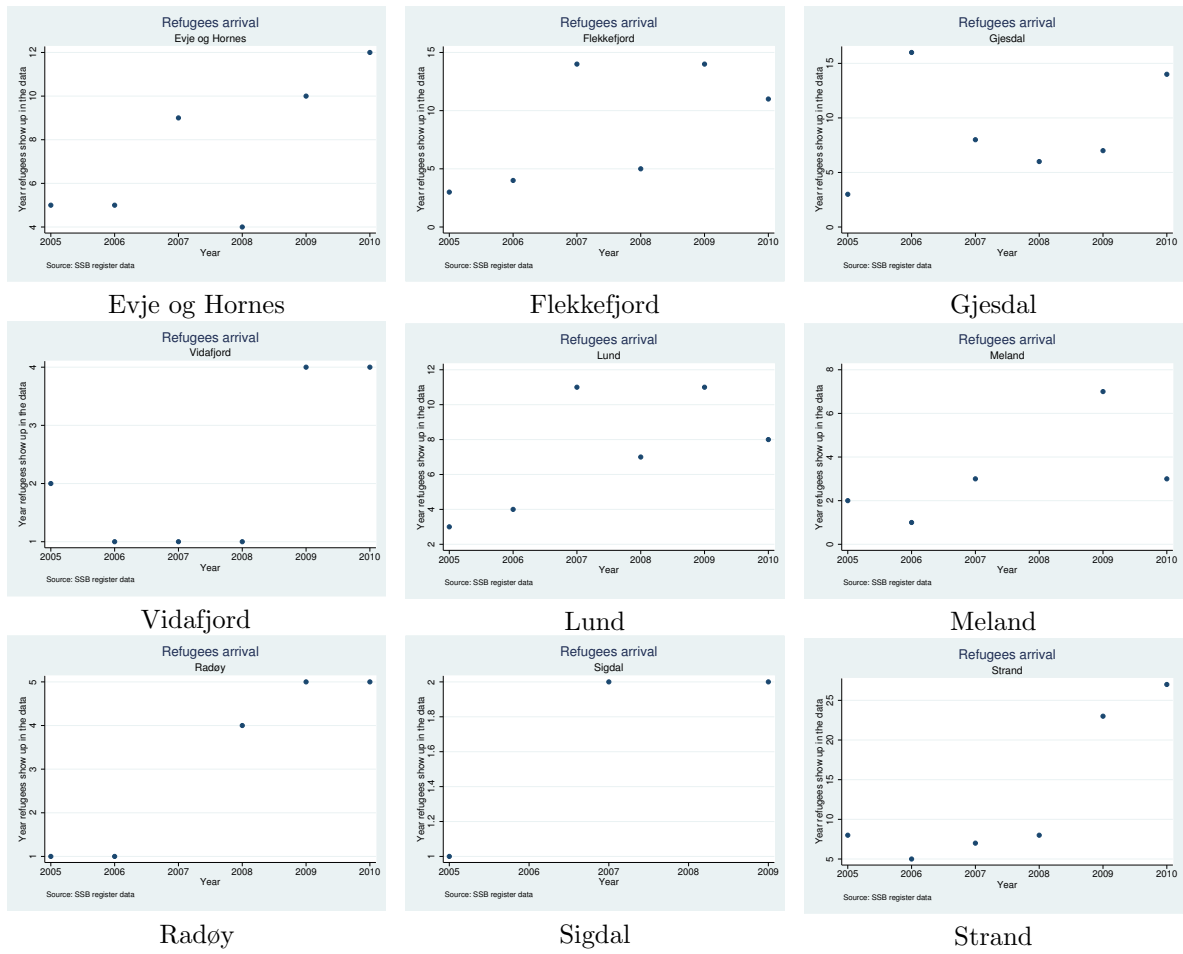 Refugees arrival
Evje og Hornes
Year refugees show up in the data
12
10
8
6
4
2005 2006 2007 2008 2009 2010
Year
Source: SSB register data
Evje og Hornes
Refugees arrival
Flekkefjord
Year refugees show up in the data
15
10
5
0
2005 2006 2007 2008 2009 2010
Year
Source: SSB register data
Flekkefjord
Refugees arrival
Gjesdal
Year refugees show up in the data
15
10
5
0
2005 2006 2007 2008 2009 2010
Year
Source: SSB register data
Gjesdal
Refugees arrival
Vidafjord
Year refugees show up in the data
4
3
2
1
2005 2006 2007 2008 2009 2010
Year
Source: SSB register data
Vidafjord
Refugees arrival
Lund
Year refugees show up in the data
12
10
8
6
4
2
2005 2006 2007 2008 2009 2010
Year
Source: SSB register data
Lund
Refugees arrival
Meland
Year refugees show up in the data
8
6
4
2
0
2005 2006 2007 2008 2009 2010
Year
Source: SSB register data
Meland
Refugees arrival
Radøy
Year refugees show up in the data
5
4
3
2
1
2005 2006 2007 2008 2009 2010
Year
Source: SSB register data
Radøy
Refugees arrival
Sigdal
Year refugees show up in the data
2
1.8
1.6
1.4
1.2
1
2005 2006 2007 2008 2009
Year
Source: SSB register data
Sigdal
Refugees arrival
Strand
Year refugees show up in the data
25
20
15
10
5
2005 2006 2007 2008 2009 2010
Year
Source: SSB register data
Strand